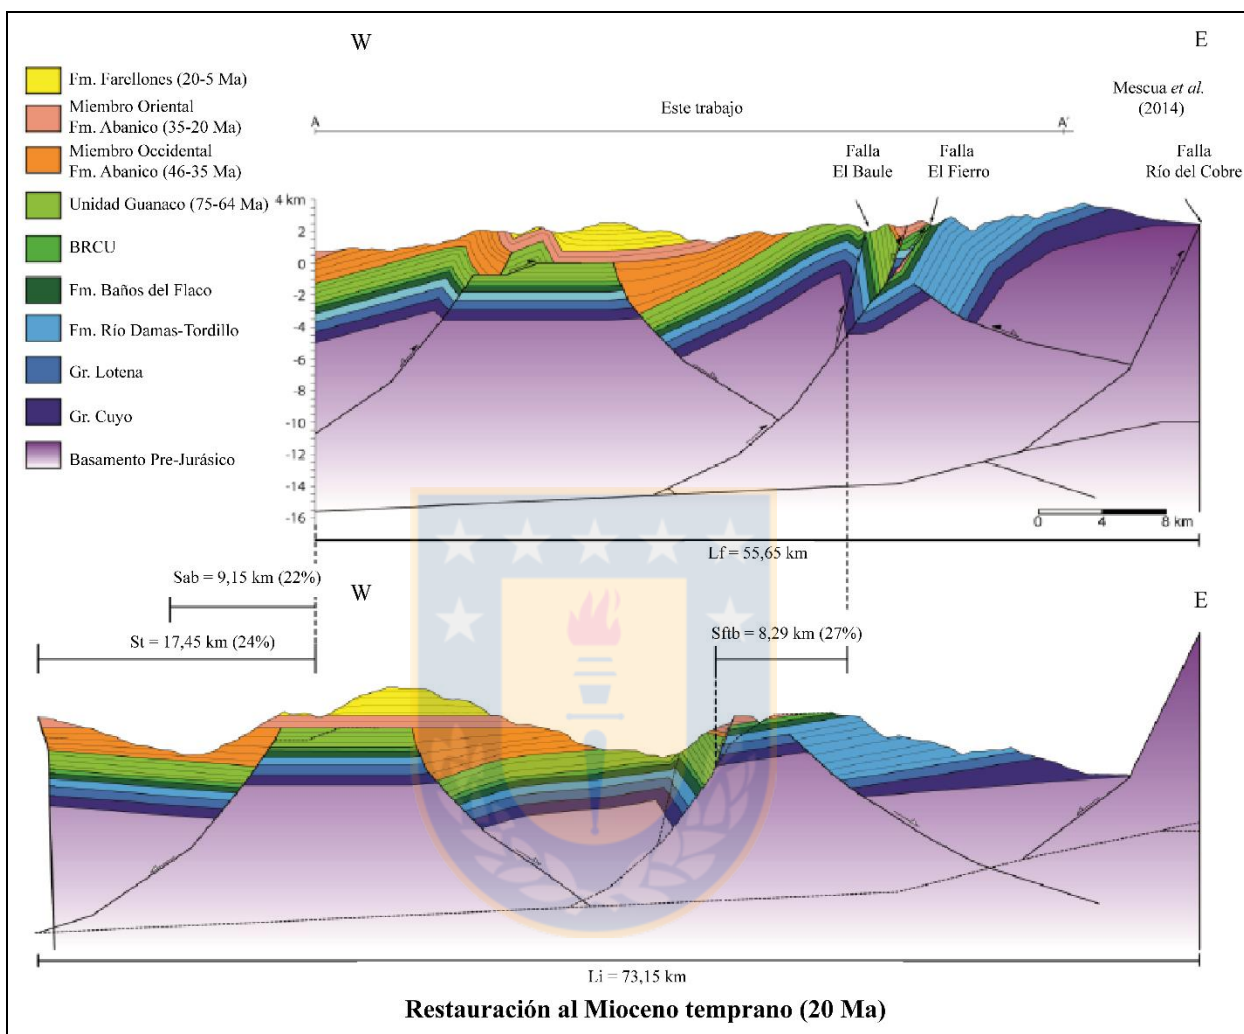 W
E
Fm. Farellones (20-5 Ma)
Miembro Oriental
Fm. Abanico (35-20 Ma)
Miembro Occidental
Fm. Abanico (46-35 Ma)
Unidad Guanaco (75-64 Ma)
BRCU
Fm. Baños del Flaco
Fm. Río Damas-Tordillo
Gr. Lotena
Gr. Cuyo
Basamento Pre-Jurásico
Este trabajo
A
A'
Mescua et al.
(2014)
Falla
El Baule
Falla
El Fierro
Falla
Río del Cobre
4 km
2
0
-2
-4
-6
-8
-10
-12
-14
-16
0 4 8 km
Lf = 55,65 km
Sab = 9,15 km (22%)
W
E
St = 17,45 km (24%)
Sftb = 8,29 km (27%)
Li = 73,15 km
Restauración al Mioceno temprano (20 Ma)